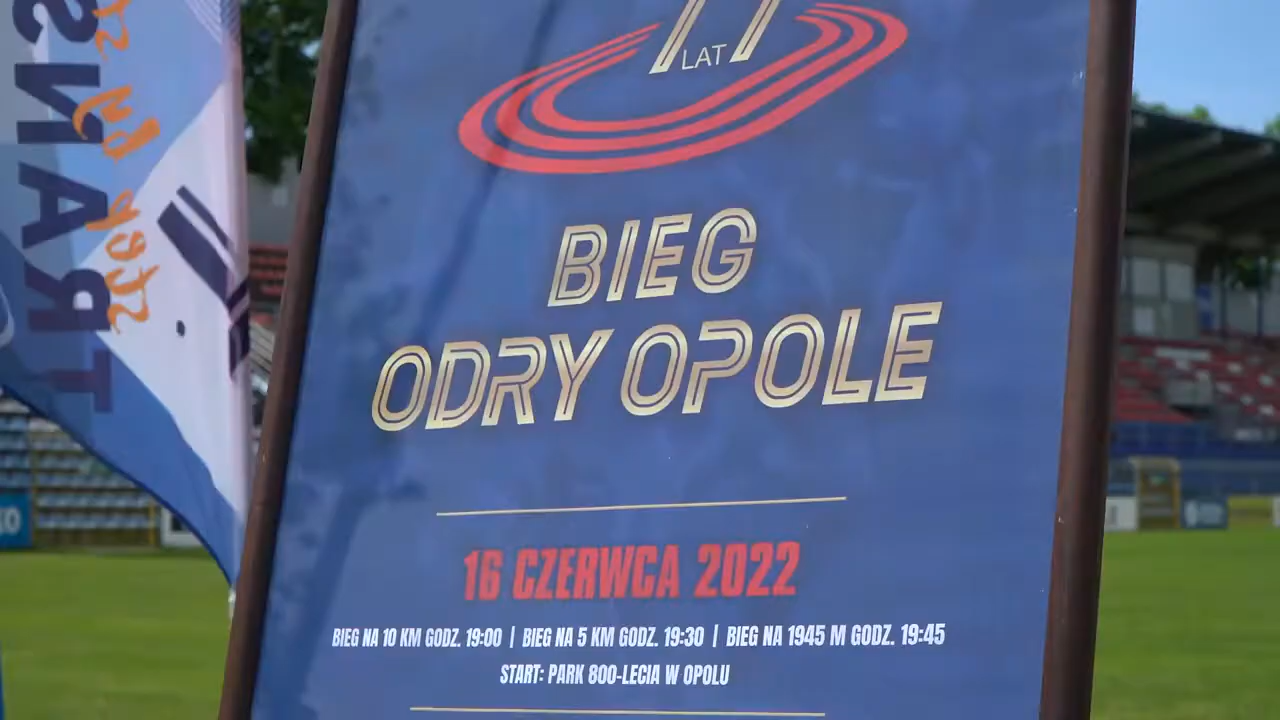 77
LAT
BIEG
ODRY OPOLE
16 CZERWCA 2022
BIEG NA 10 KM GODZ. 19:00 | BIEG NA 5 KM GODZ. 19:30 | BIEG NA 1945 M GODZ. 19:45
START: PARK 800-LECIA W OPOLU